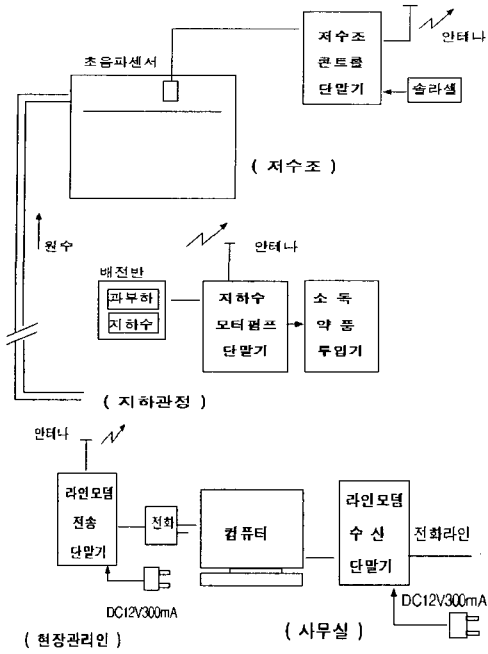 저수조
콘트롤
단말기
안테나
초음파센서
솔라셀
( 저수조 )
원수
안테나
배전반
과부하
지하수
지하수
모터펌프
단말기
소 독
약 품
투입기
( 지하관정 )
안테나
라인모뎀
전송
단말기
전화
컴퓨터
라인모뎀
수 신
단말기
전화라인
DC12V300mA
DC12V300mA
( 현장관리인 )
( 사무실 )